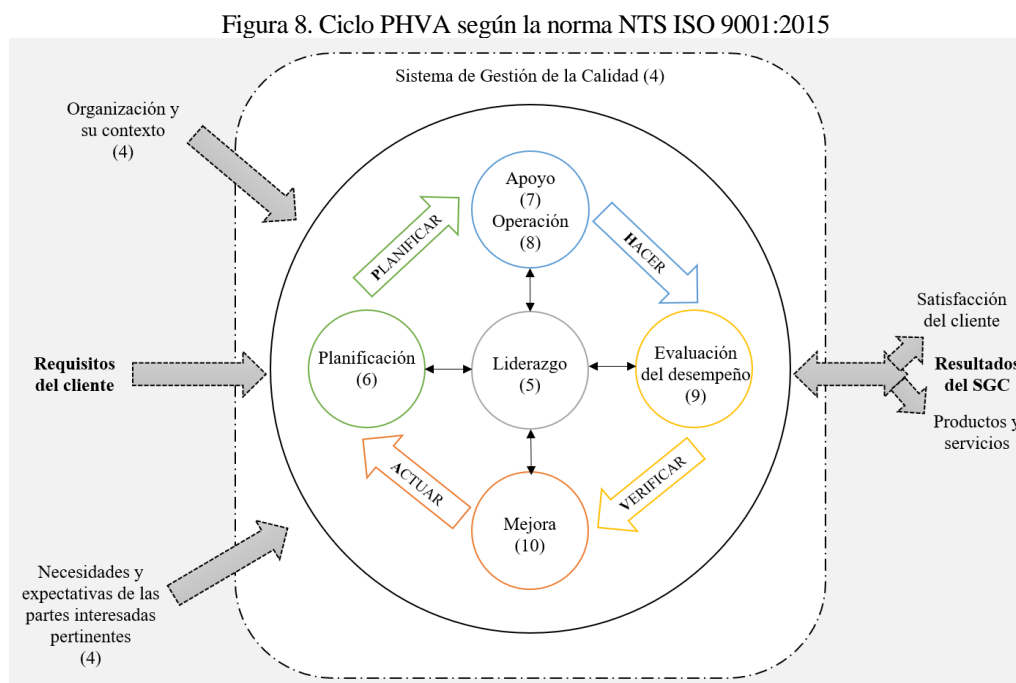 Figura 8. Ciclo PHVA según la norma NTS ISO 9001:2015
Sistema de Gestión de la Calidad (4)
Organización y
su contexto
(4)
Apoyo
(7)
Operación
(8)
PLANIFICAR
HACER
Requisitos
del cliente
Planificación
(6)
Liderazgo
(5)
Evaluación
del desempeño
(9)
Satisfacción
del cliente
Resultados
del SGC
Productos y
servicios
ACTUAR
VERIFICAR
Mejora
(10)
Necesidades y
expectativas de las
partes interesadas
pertinentes
(4)